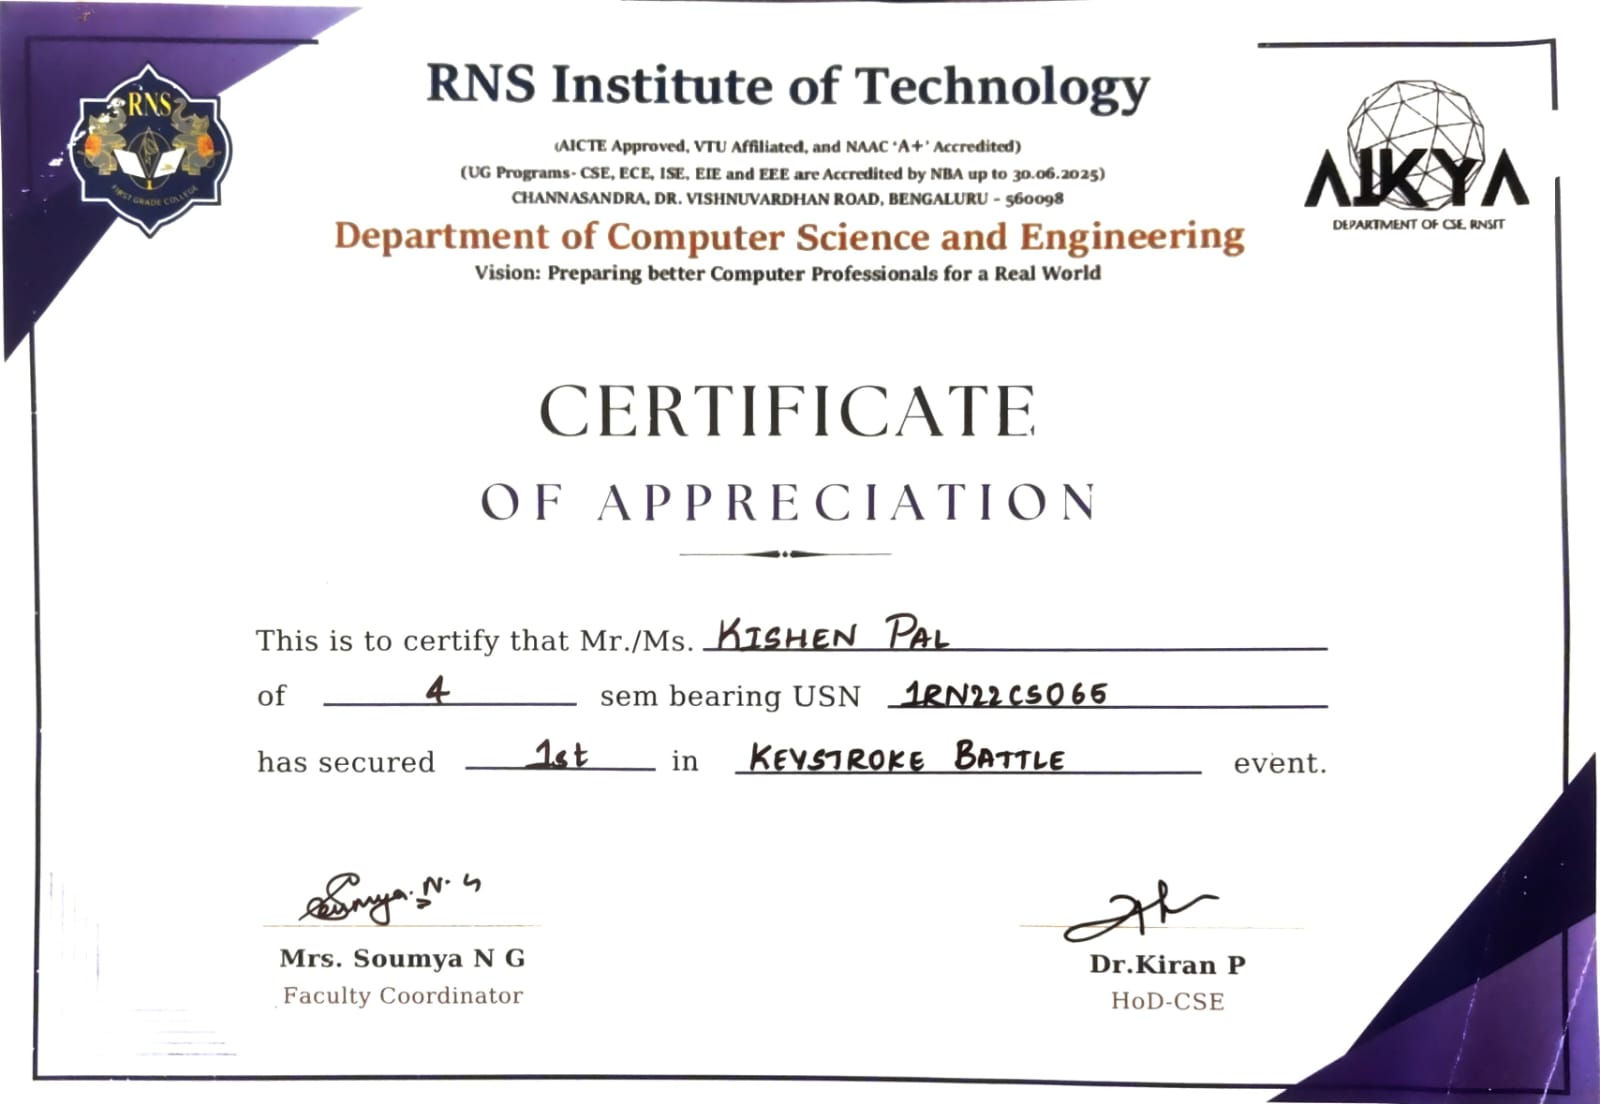 RNS
FIRST GRADE COLLEGE
RNS Institute of Technology
(AICTE Approved, VTU Affiliated, and NAAC 'A+' Accredited)
(UG Programs- CSE, ECE, ISE, EIE and EEE are Accredited by NBA up to 30.06.2025)
CHANNASANDRA, DR. VISHNUVARDHAN ROAD, BENGALURU - 560098
Department of Computer Science and Engineering
Vision: Preparing better Computer Professionals for a Real World
AIKYA
DEPARTMENT OF CSE, RNSIT
CERTIFICATE
OF APPRECIATION
This is to certify that Mr./Ms. KISHEN PAL
of 4 sem bearing USN 1RN22CS065
has secured 1st in KEYSTROKE BATTLE event.
Soumya. N. G
Mrs. Soumya N G
Faculty Coordinator
Dr.Kiran P
HoD-CSE